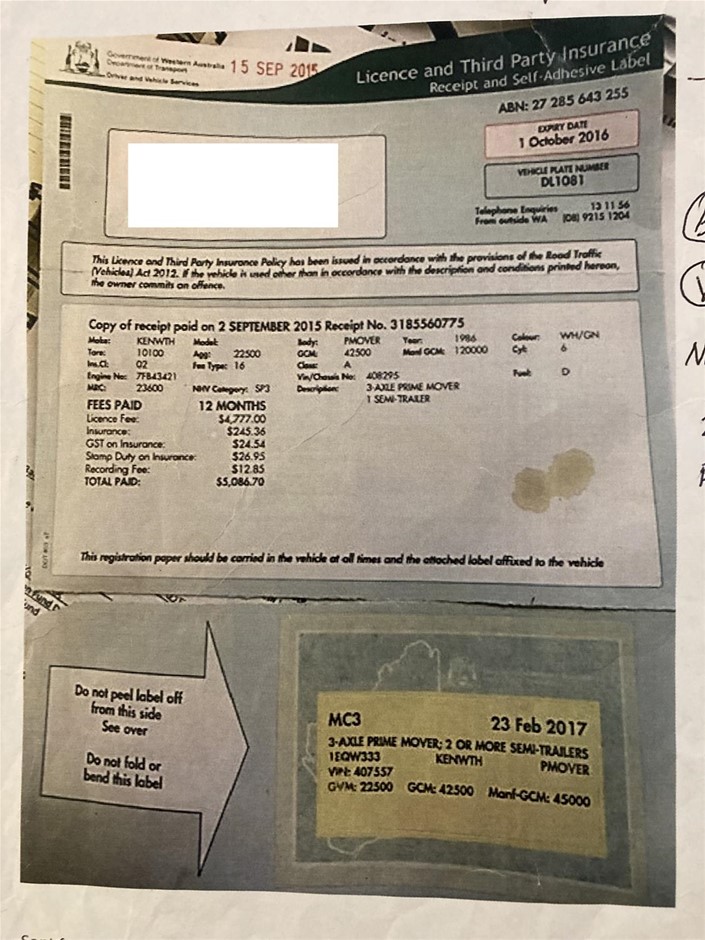 Government of Western Australia
Department of Transport
Driver and Vehicle Services
15 SEP 2015
Licence and Third Party Insurance
Receipt and Self-Adhesive Label
ABN: 27 285 643 255
EXPIRY DATE
1 October 2016
VEHICLE PLATE NUMBER
DL1081
Telephone Enquiries 13 11 56
From outside WA (08) 9215 1204
This Licence and Third Party Insurance Policy has been issued in accordance with the provisions of the Road Traffic
(Vehicles) Act 2012. If the vehicle is used other than in accordance with the description and conditions printed hereon,
the owner commits an offence.
Copy of receipt paid on 2 SEPTEMBER 2015 Receipt No. 3185560775
Make: KENWTH Model: Body: PMOVER Year: 1986 Colour: WH/GN
Tare: 10100 Agg: 22500 GCM: 42500 Manf GCM: 120000 Cyl: 6
Ins.Cl: 02 Fee Type: 16 Class: A
Engine No: 7FB43421 Vin/Chassis No: 408295 Fuel: D
MRC: 23600 NHV Category: SP3 Description: 3-AXLE PRIME MOVER
1 SEMI-TRAILER
FEES PAID 12 MONTHS
Licence Fee: $4,777.00
Insurance: $245.36
GST on Insurance: $24.54
Stamp Duty on Insurance: $26.95
Recording Fee: $12.85
TOTAL PAID: $5,086.70
This registration paper should be carried in the vehicle at all times and the attached label affixed to the vehicle
Do not peel label off
from this side
See over
Do not fold or
bend this label
MC3 23 Feb 2017
3-AXLE PRIME MOVER; 2 OR MORE SEMI-TRAILERS
1EQW333 KENWTH PMOVER
VIN: 407557
GVM: 22500 GCM: 42500 Manf-GCM: 45000